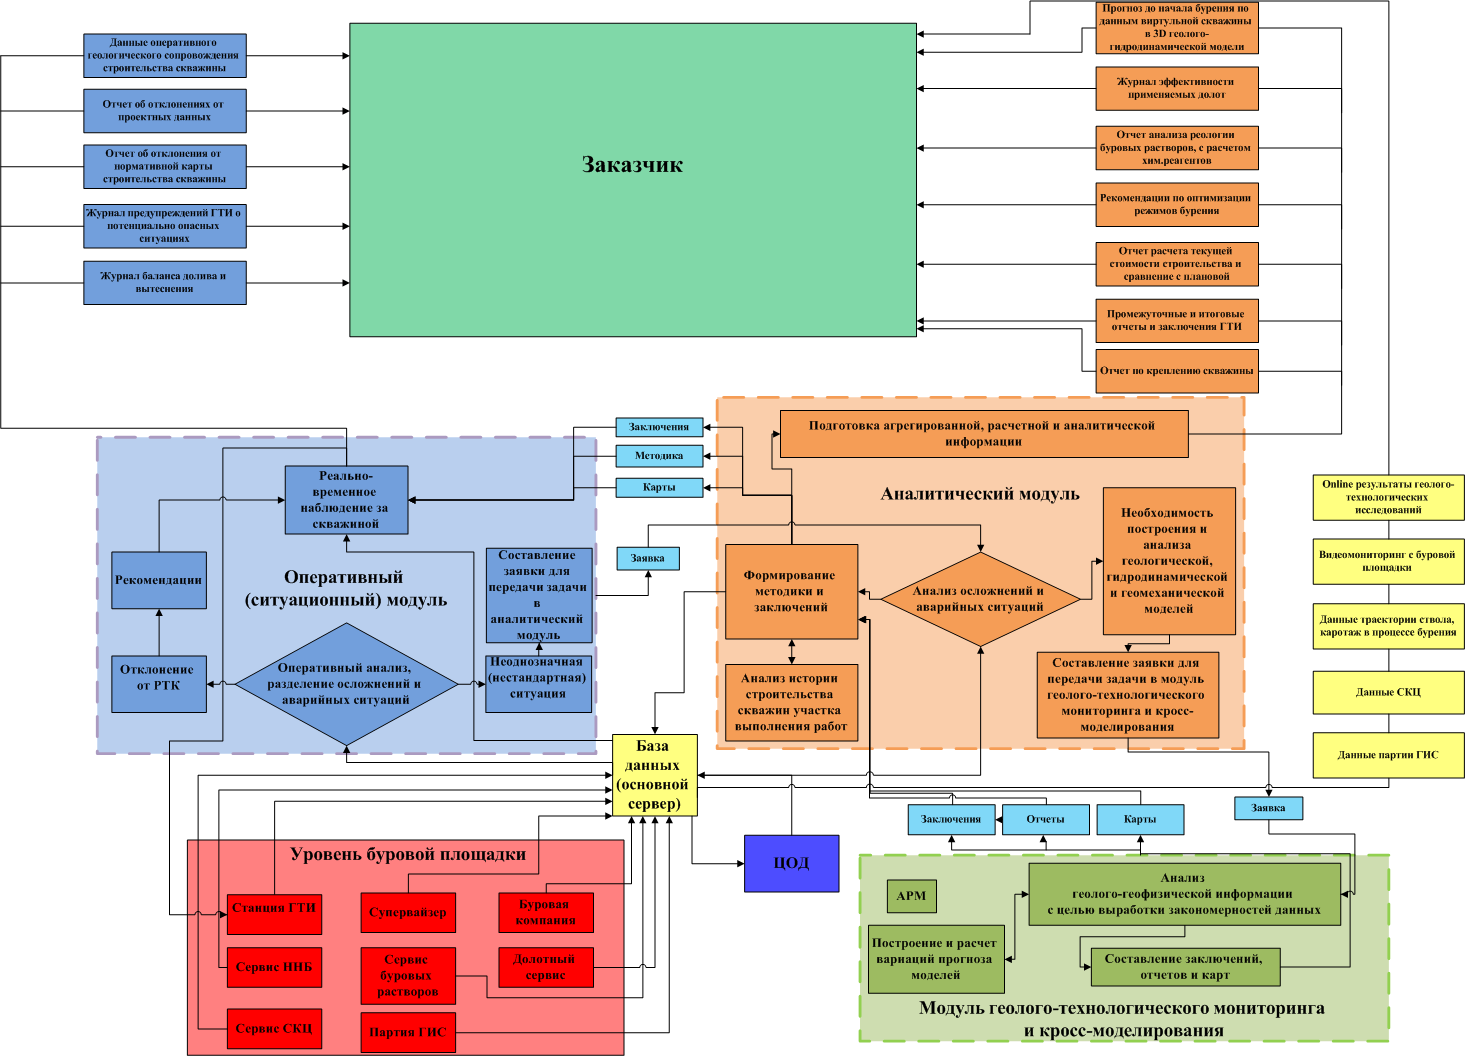 Данные оперативного
геологического сопровождения
строительства скважины
Отчет об отклонениях от
проектных данных
Отчет об отклонения от
нормативной карты
строительства скважины
Журнал предупреждений ГТИ о
потенциально опасных
ситуациях
Журнал баланса долива и
вытеснения
Заказчик
Прогноз до начала бурения по
данным виртульной скважины
в 3D геолого-
гидродинамической модели
Журнал эффективности
применяемых долот
Отчет анализа реологии
буровых растворов, с расчетом
хим.реагентов
Рекомендации по оптимизации
режимов бурения
Отчет расчета текущей
стоимости строительства и
сравнение с плановой
Промежуточные и итоговые
отчеты и заключения ГТИ
Отчет по креплению скважины
Реально-
временное
наблюдение за
скважиной
Рекомендации
Оперативный
(ситуационный) модуль
Составление
заявки для
передачи задачи
в
аналитический
модуль
Отклонение
от РТК
Оперативный анализ,
разделение осложнений и
аварийных ситуаций
Неоднозначная
(нестандартная)
ситуация
Заключения
Методика
Карты
Заявка
Подготовка агрегированной, расчетной и аналитической
информации
Аналитический модуль
Формирование
методики и
заключений
Анализ осложнений и
аварийных ситуаций
Необходимость
построения и
анализа
геологической,
гидродинамической
и геомеханической
моделей
Анализ истории
строительства
скважин участка
выполнения работ
Составление заявки для
передачи задачи в модуль
геолого-технологического
мониторинга и кросс-
моделирования
Online результаты геолого-
технологических
исследований
Видеомониторинг с буровой
площадки
Данные траектории ствола,
каротаж в процессе бурения
Данные СКЦ
Данные партии ГИС
База
данных
(основной
сервер)
ЦОД
Заключения
Отчеты
Карты
Заявка
Уровень буровой площадки
Станция ГТИ
Супервайзер
Буровая
компания
Сервис ННБ
Сервис
буровых
растворов
Долотный
сервис
Сервис СКЦ
Партия ГИС
АРМ
Анализ
геолого-геофизической информации
с целью выработки закономерностей данных
Построение и расчет
вариаций прогноза
моделей
Составление заключений,
отчетов и карт
Модуль геолого-технологического мониторинга
и кросс-моделирования